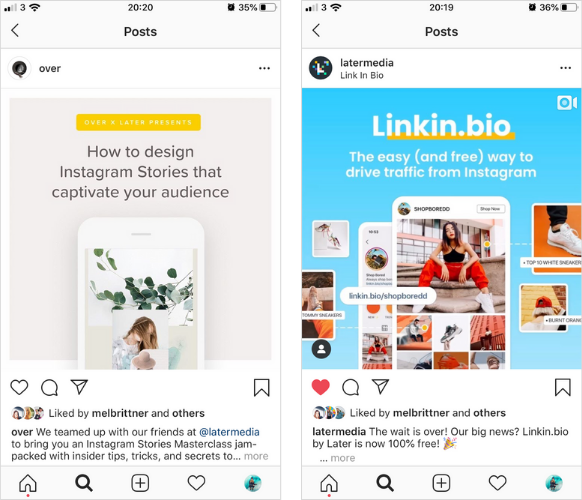 3
20:20
35%
Posts
over
OVER X LATER PRESENTS
How to design
Instagram Stories that
captivate your audience
Liked by melbrittner and others
over We teamed up with our friends at @latermedia
to bring you an Instagram Stories Masterclass jam-
packed with insider tips, tricks, and secrets to... more
3
20:19
36%
Posts
latermedia
Link In Bio
Linkin.bio
The easy (and free) way to
drive traffic from Instagram
SHOPBOREDD
Shop Now
Shop Bored
linkin.bio/shopboredd
TOP 10 WHITE SNEAKER
TOMMY SNEAKERS
BURNT ORAN
Liked by melbrittner and others
latermedia The wait is over! Our big news? Linkin.bio
by Later is now 100% free! 🎉
... more